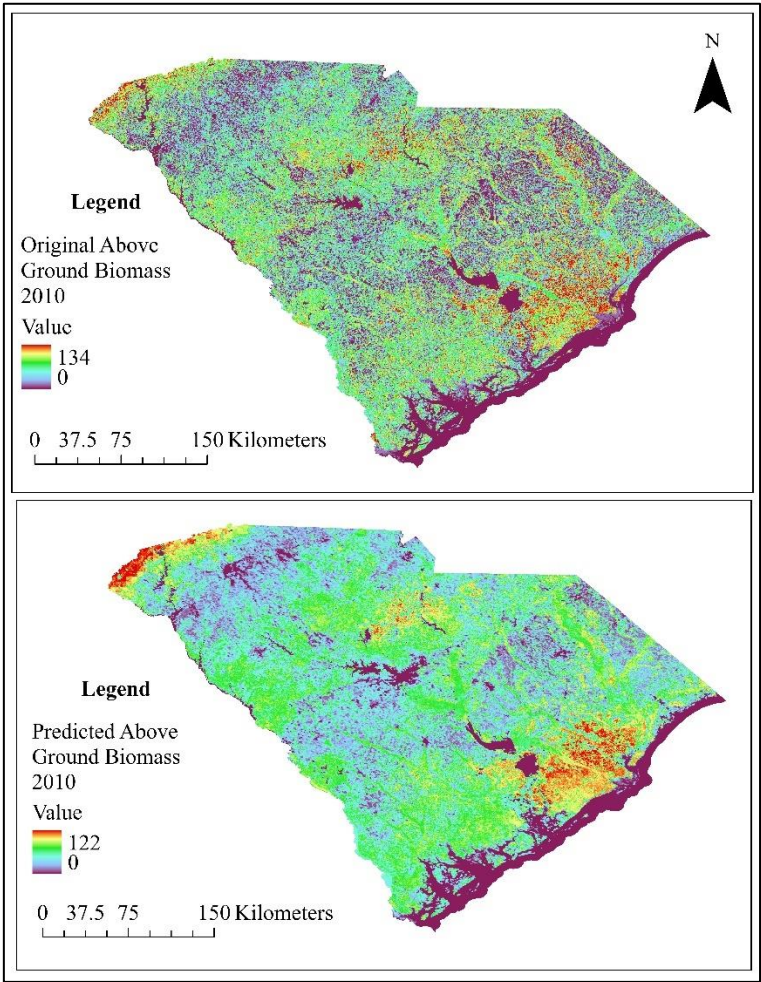 N
Legend
Original Above
Ground Biomass
2010
Value
134
0
0 37.5 75 150 Kilometers
Legend
Predicted Above
Ground Biomass
2010
Value
122
0
0 37.5 75 150 Kilometers